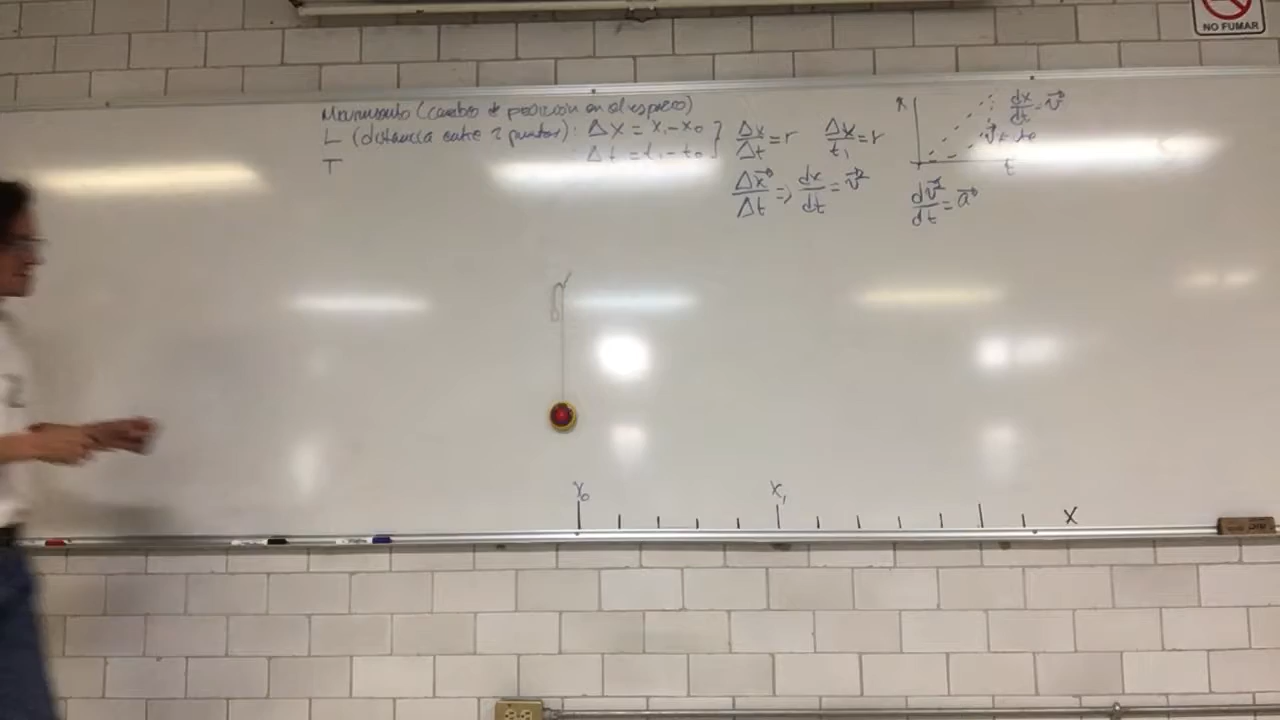 NO FUMAR
Movimiento (cambio de posición en el espacio)
L (distancia entre 2 puntos): Δx = x₁ - x₀
T Δt = t₁ - t₀
Δx/Δt = r Δx/t₁ = r
Δx⃗/Δt => dx/dt = v⃗
x dx/dt = v⃗
t
dv⃗/dt = a⃗
X₀ X₁ X